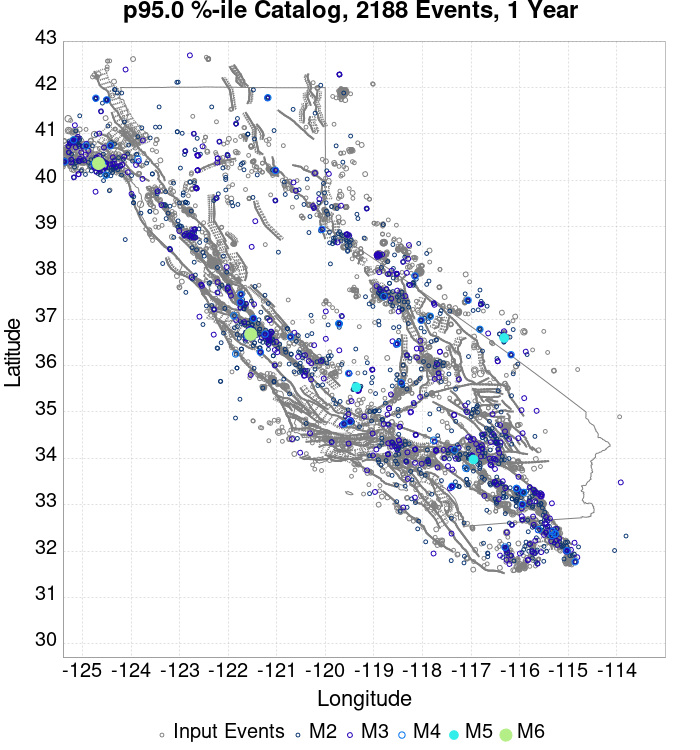 p95.0 %-ile Catalog, 2188 Events, 1 Year
43
42
41
40
39
38
37
36
35
34
33
32
31
30
Latitude
-125 -124 -123 -122 -121 -120 -119 -118 -117 -116 -115 -114
Longitude
Input Events M2 M3 M4 M5 M6